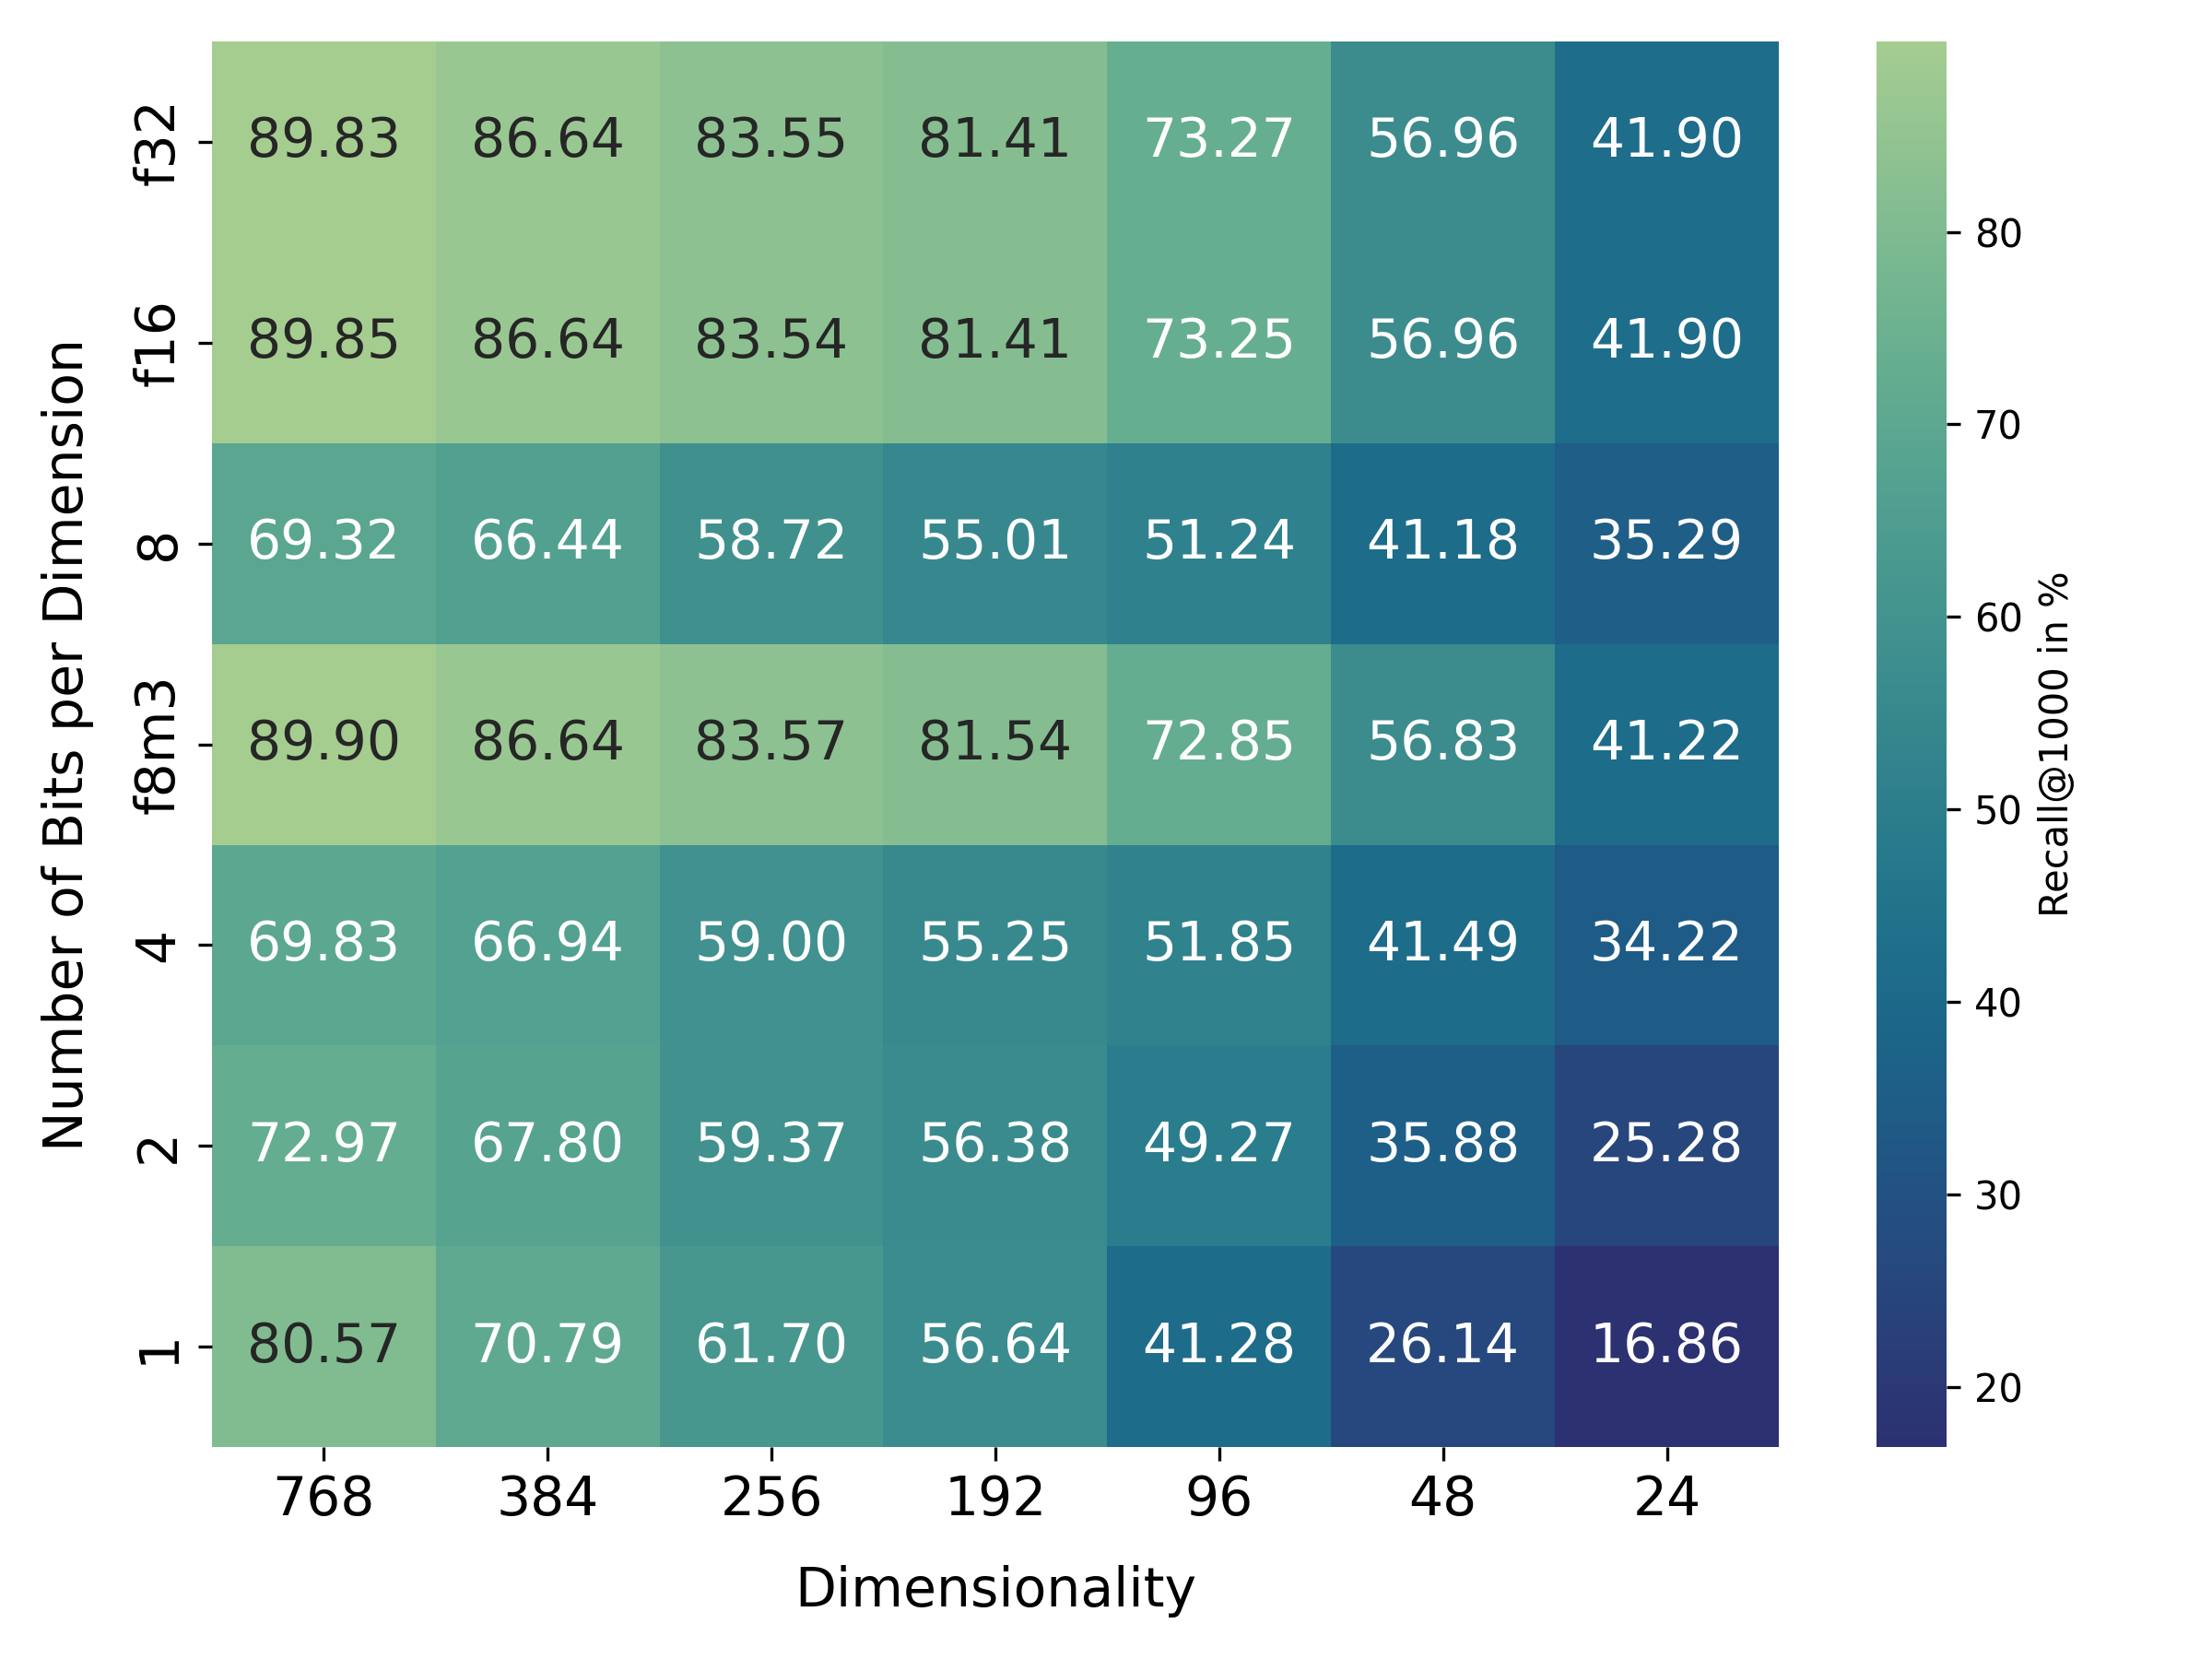 Number of Bits per Dimension
f32 89.83 86.64 83.55 81.41 73.27 56.96 41.90
f16 89.85 86.64 83.54 81.41 73.25 56.96 41.90
8 69.32 66.44 58.72 55.01 51.24 41.18 35.29
f8m3 89.90 86.64 83.57 81.54 72.85 56.83 41.22
4 69.83 66.94 59.00 55.25 51.85 41.49 34.22
2 72.97 67.80 59.37 56.38 49.27 35.88 25.28
1 80.57 70.79 61.70 56.64 41.28 26.14 16.86
768 384 256 192 96 48 24
Dimensionality
80
70
60
50
40
30
20
Recall@1000 in %